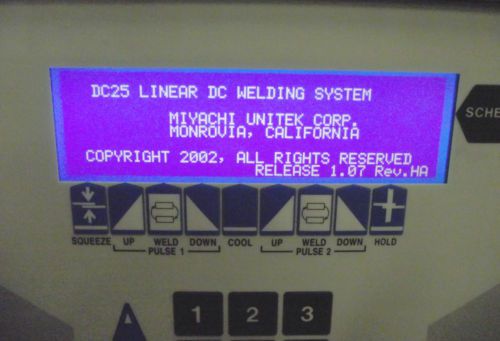 DC25 LINEAR DC WELDING SYSTEM
MIYACHI UNITEK CORP.
MONROVIA, CALIFORNIA
COPYRIGHT 2002, ALL RIGHTS RESERVED
RELEASE 1.07 Rev.HA
SCHE
SQUEEZE UP WELD DOWN COOL UP WELD DOWN HOLD
PULSE 1 PULSE 2
1 2 3